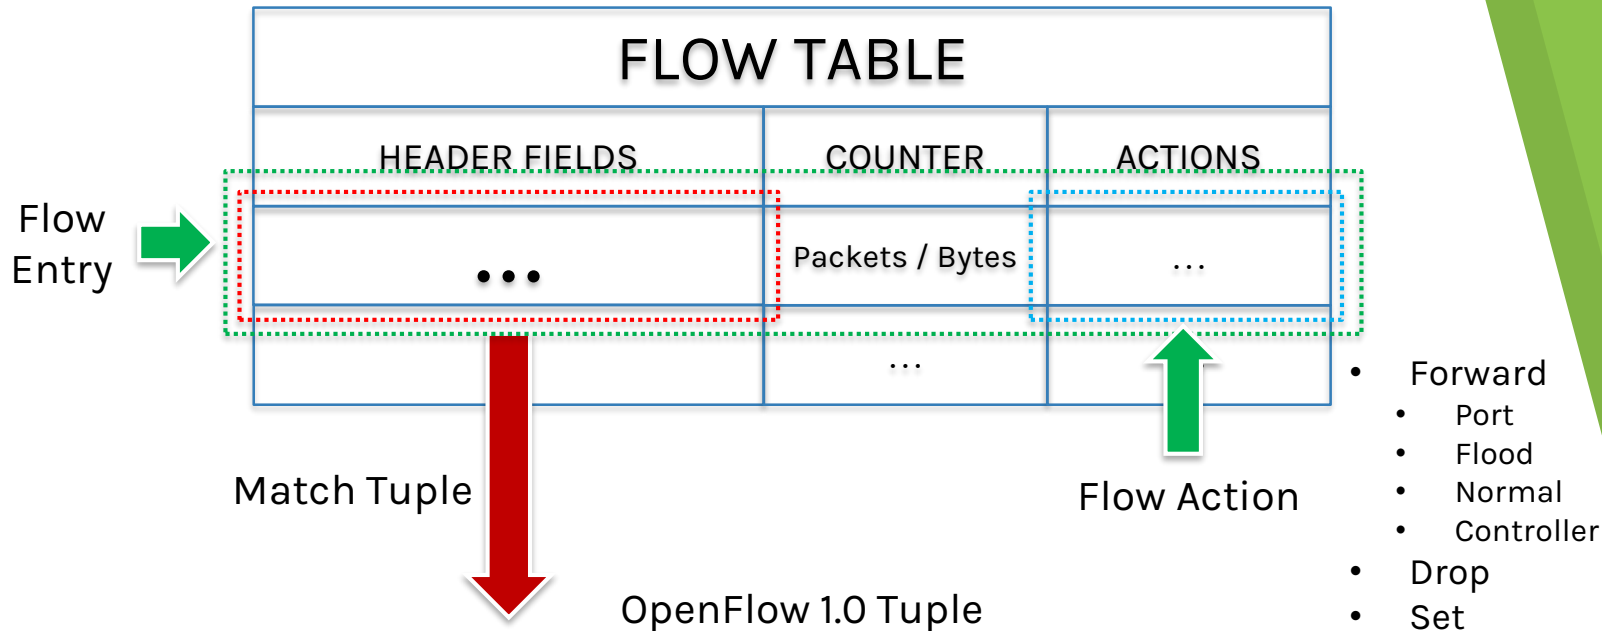 FLOW TABLE
HEADER FIELDS
COUNTER
ACTIONS
Flow
Entry
...
Packets / Bytes
...
...
Match Tuple
Flow Action
OpenFlow 1.0 Tuple
• Forward
• Port
• Flood
• Normal
• Controller
• Drop
• Set